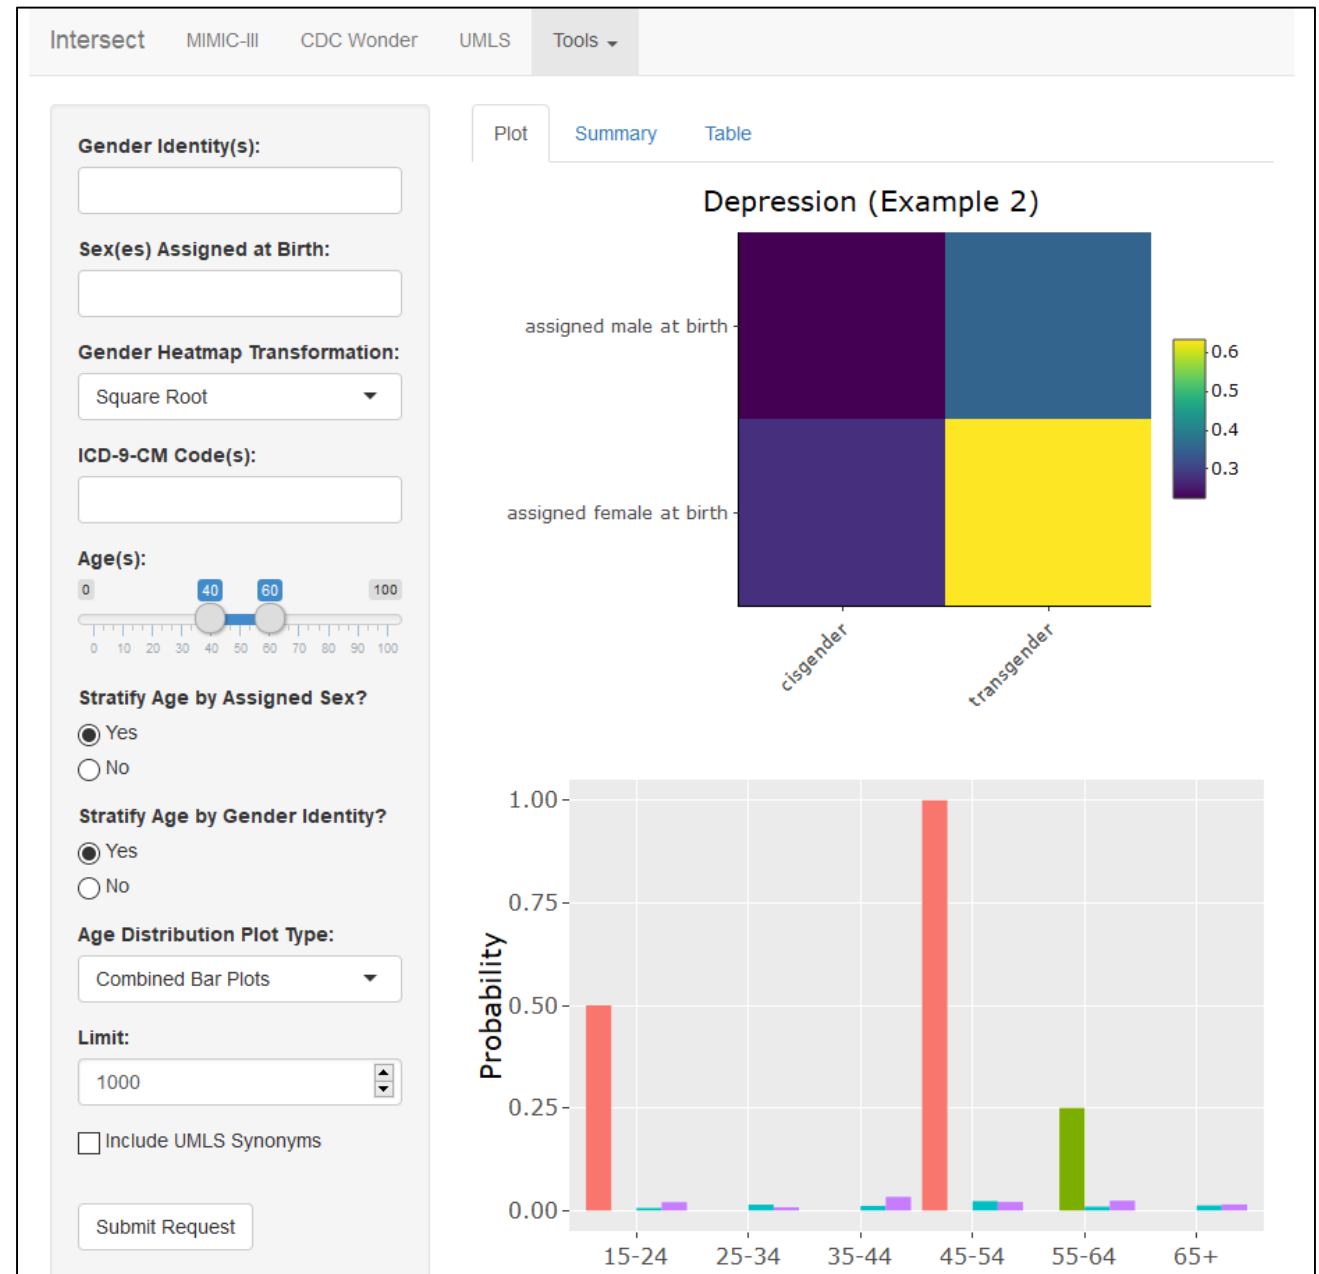 Intersect MIMIC-III CDC Wonder UMLS Tools
Gender Identity(s):
Sex(es) Assigned at Birth:
Gender Heatmap Transformation:
Square Root
ICD-9-CM Code(s):
Age(s):
0 40 60 100
0 10 20 30 40 50 60 70 80 90 100
Stratify Age by Assigned Sex?
Yes
No
Stratify Age by Gender Identity?
Yes
No
Age Distribution Plot Type:
Combined Bar Plots
Limit:
1000
Include UMLS Synonyms
Submit Request
Plot Summary Table
Depression (Example 2)
assigned male at birth
assigned female at birth
cisgender
transgender
0.6
0.5
0.4
0.3
Probability
1.00
0.75
0.50
0.25
0.00
15-24 25-34 35-44 45-54 55-64 65+